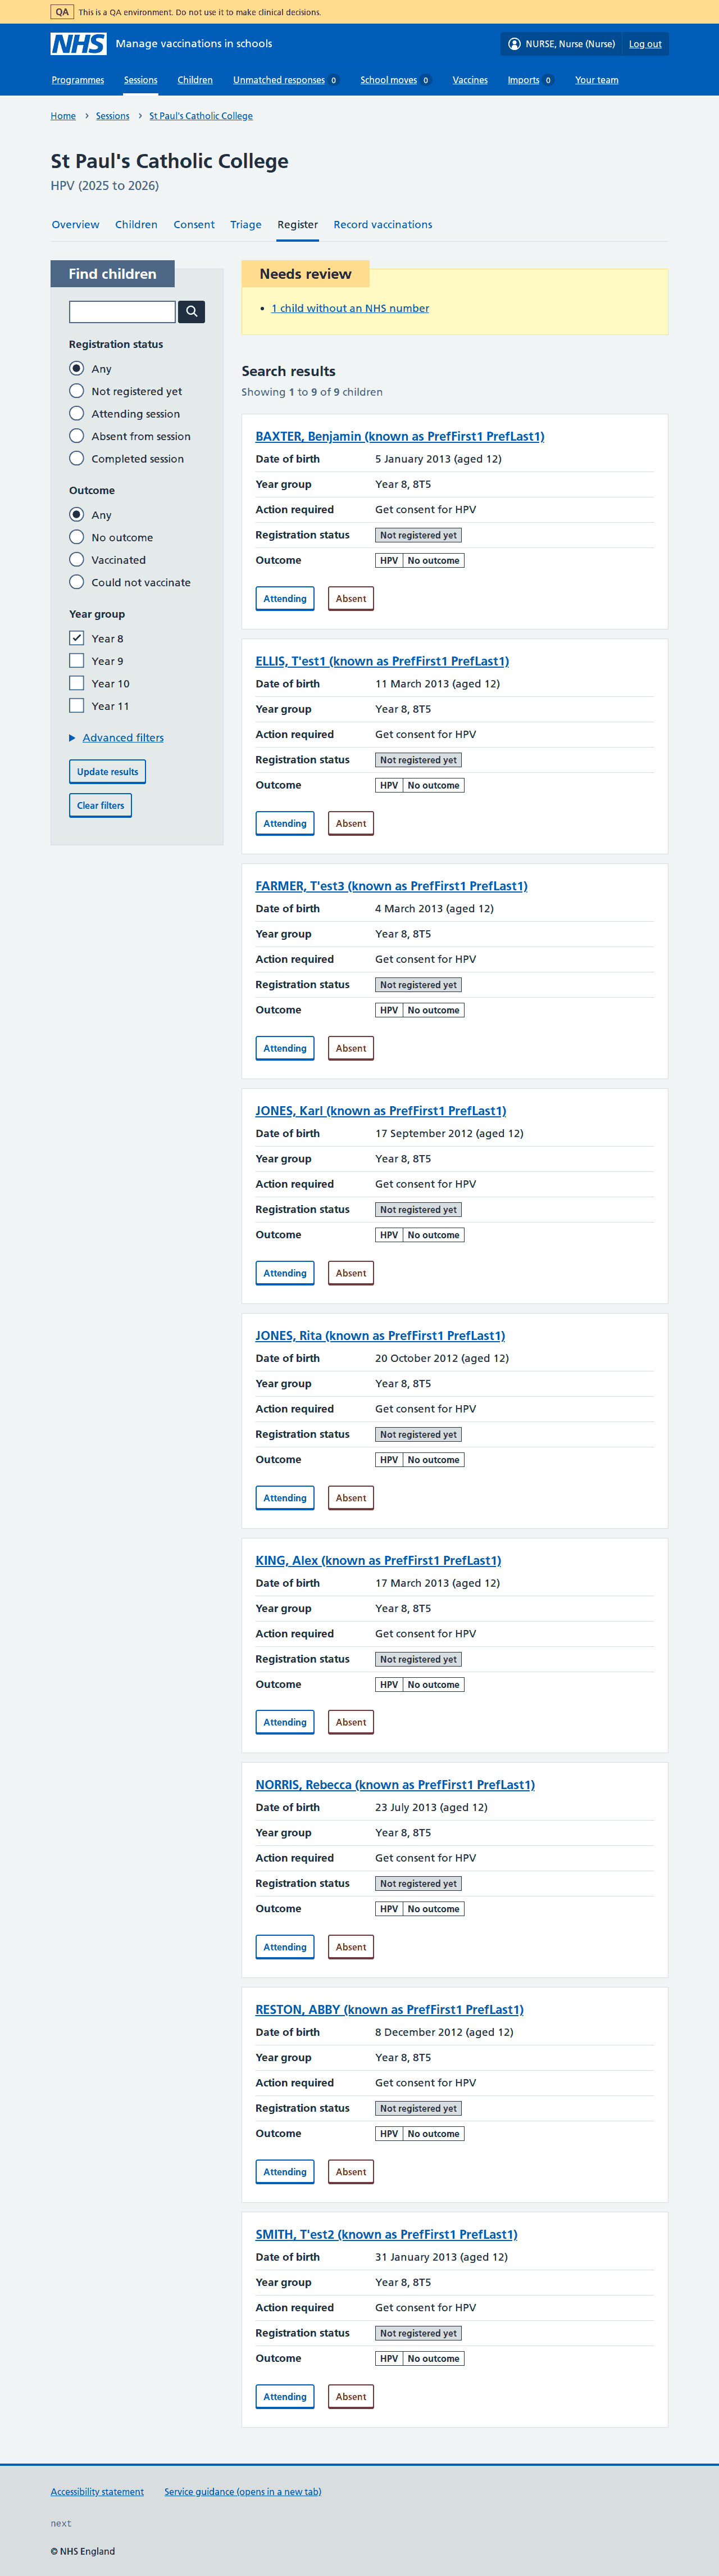 QA This is a QA environment. Do not use it to make clinical decisions.
NHS Manage vaccinations in schools NURSE, Nurse (Nurse) Log out
Programmes Sessions Children Unmatched responses 0 School moves 0 Vaccines Imports 0 Your team
Home > Sessions > St Paul's Catholic College
St Paul's Catholic College
HPV (2025 to 2026)
Overview Children Consent Triage Register Record vaccinations
Find children
Registration status
Any
Not registered yet
Attending session
Absent from session
Completed session
Outcome
Any
No outcome
Vaccinated
Could not vaccinate
Year group
Year 8
Year 9
Year 10
Year 11
Advanced filters
Update results
Clear filters
Needs review
1 child without an NHS number
Search results
Showing 1 to 9 of 9 children
BAXTER, Benjamin (known as PrefFirst1 PrefLast1)
Date of birth 5 January 2013 (aged 12)
Year group Year 8, 8T5
Action required Get consent for HPV
Registration status Not registered yet
Outcome HPV No outcome
Attending Absent
ELLIS, T'est1 (known as PrefFirst1 PrefLast1)
Date of birth 11 March 2013 (aged 12)
Year group Year 8, 8T5
Action required Get consent for HPV
Registration status Not registered yet
Outcome HPV No outcome
Attending Absent
FARMER, T'est3 (known as PrefFirst1 PrefLast1)
Date of birth 4 March 2013 (aged 12)
Year group Year 8, 8T5
Action required Get consent for HPV
Registration status Not registered yet
Outcome HPV No outcome
Attending Absent
JONES, Karl (known as PrefFirst1 PrefLast1)
Date of birth 17 September 2012 (aged 12)
Year group Year 8, 8T5
Action required Get consent for HPV
Registration status Not registered yet
Outcome HPV No outcome
Attending Absent
JONES, Rita (known as PrefFirst1 PrefLast1)
Date of birth 20 October 2012 (aged 12)
Year group Year 8, 8T5
Action required Get consent for HPV
Registration status Not registered yet
Outcome HPV No outcome
Attending Absent
KING, Alex (known as PrefFirst1 PrefLast1)
Date of birth 17 March 2013 (aged 12)
Year group Year 8, 8T5
Action required Get consent for HPV
Registration status Not registered yet
Outcome HPV No outcome
Attending Absent
NORRIS, Rebecca (known as PrefFirst1 PrefLast1)
Date of birth 23 July 2013 (aged 12)
Year group Year 8, 8T5
Action required Get consent for HPV
Registration status Not registered yet
Outcome HPV No outcome
Attending Absent
RESTON, ABBY (known as PrefFirst1 PrefLast1)
Date of birth 8 December 2012 (aged 12)
Year group Year 8, 8T5
Action required Get consent for HPV
Registration status Not registered yet
Outcome HPV No outcome
Attending Absent
SMITH, T'est2 (known as PrefFirst1 PrefLast1)
Date of birth 31 January 2013 (aged 12)
Year group Year 8, 8T5
Action required Get consent for HPV
Registration status Not registered yet
Outcome HPV No outcome
Attending Absent
Accessibility statement Service guidance (opens in a new tab)
next
© NHS England